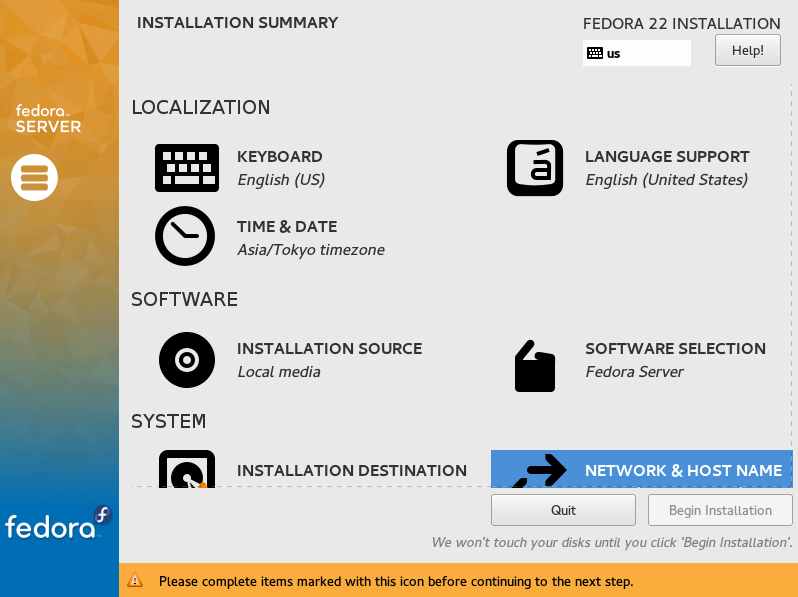 INSTALLATION SUMMARY
FEDORA 22 INSTALLATION
us
Help!
fedora
SERVER
LOCALIZATION
KEYBOARD
English (US)
LANGUAGE SUPPORT
English (United States)
TIME & DATE
Asia/Tokyo timezone
SOFTWARE
INSTALLATION SOURCE
Local media
SOFTWARE SELECTION
Fedora Server
SYSTEM
INSTALLATION DESTINATION
NETWORK & HOST NAME
Quit
Begin Installation
We won't touch your disks until you click 'Begin Installation'.
fedora
Please complete items marked with this icon before continuing to the next step.